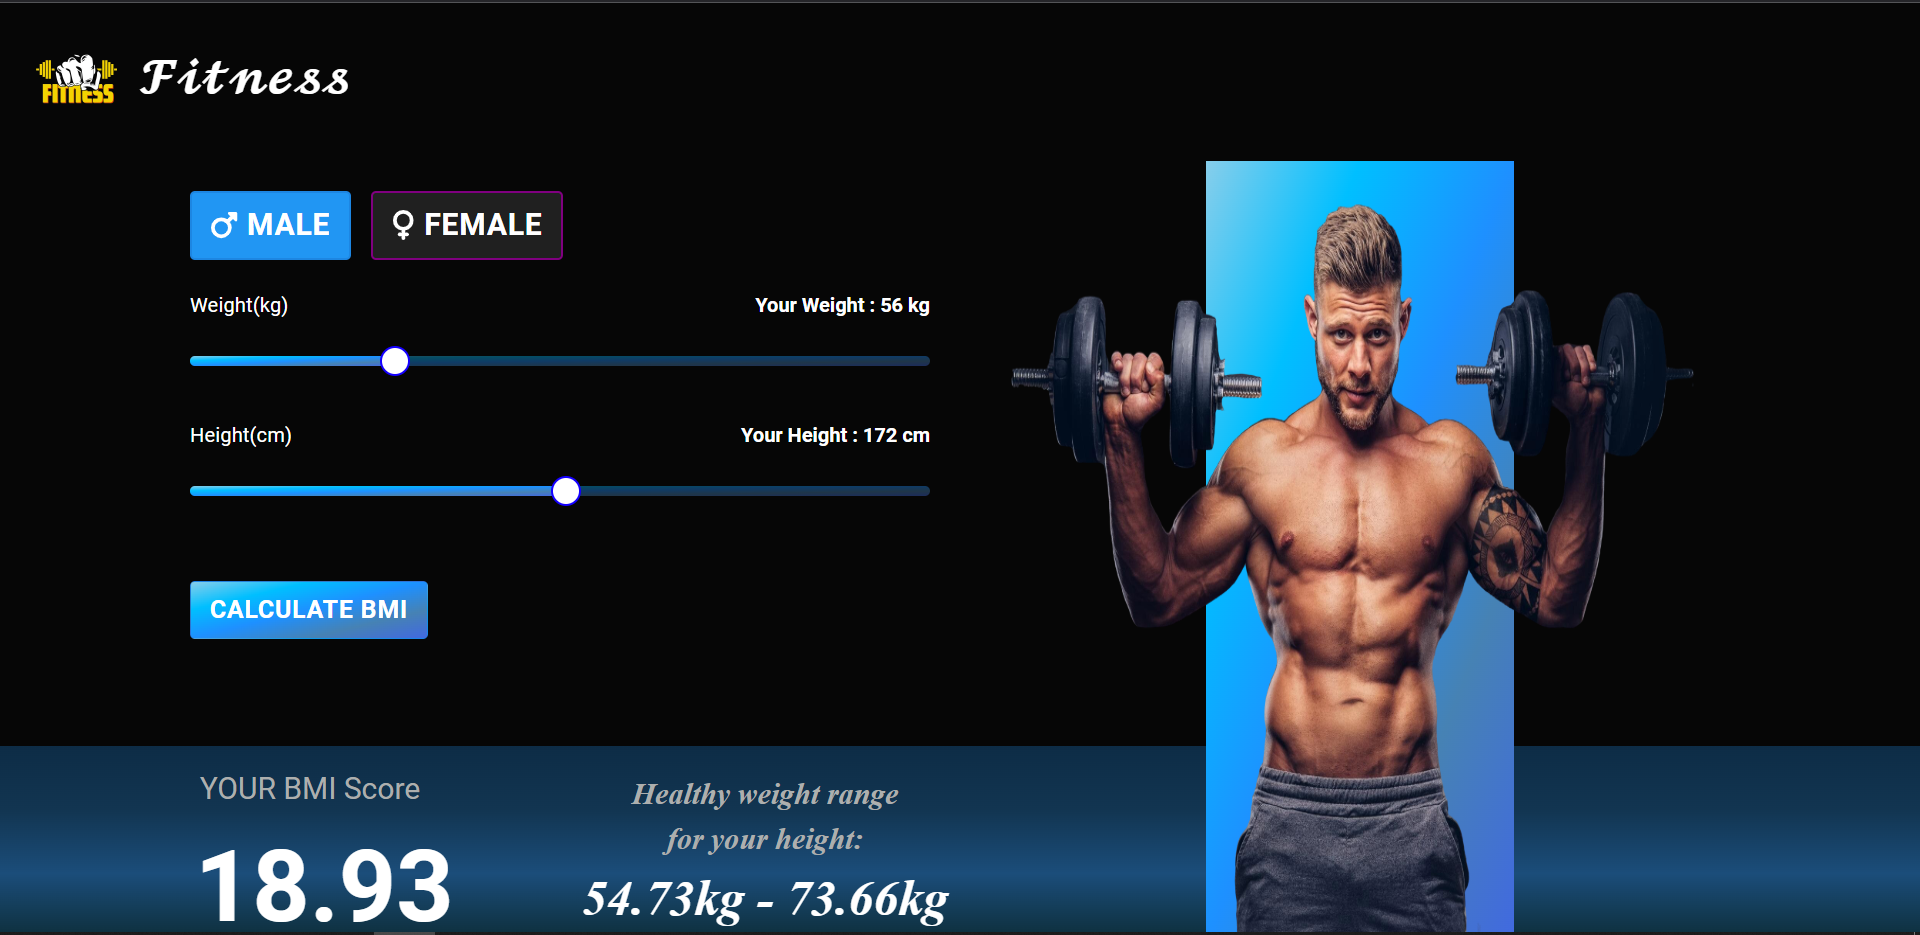 FITNESS
Fitness
♂ MALE
♀ FEMALE
Weight(kg)
Your Weight : 56 kg
Height(cm)
Your Height : 172 cm
CALCULATE BMI
YOUR BMI Score
18.93
Healthy weight range
for your height:
54.73kg - 73.66kg